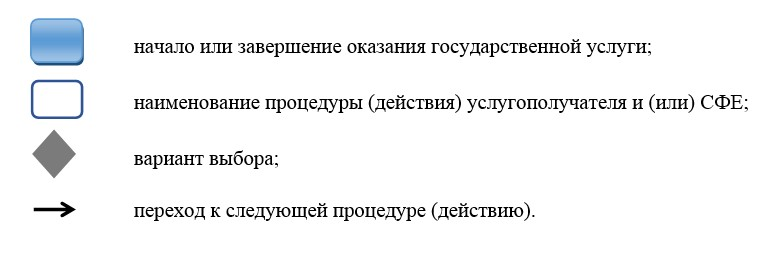 начало или завершение оказания государственной услуги;
наименование процедуры (действия) услугополучателя и (или) СФЕ;
вариант выбора;
переход к следующей процедуре (действию).